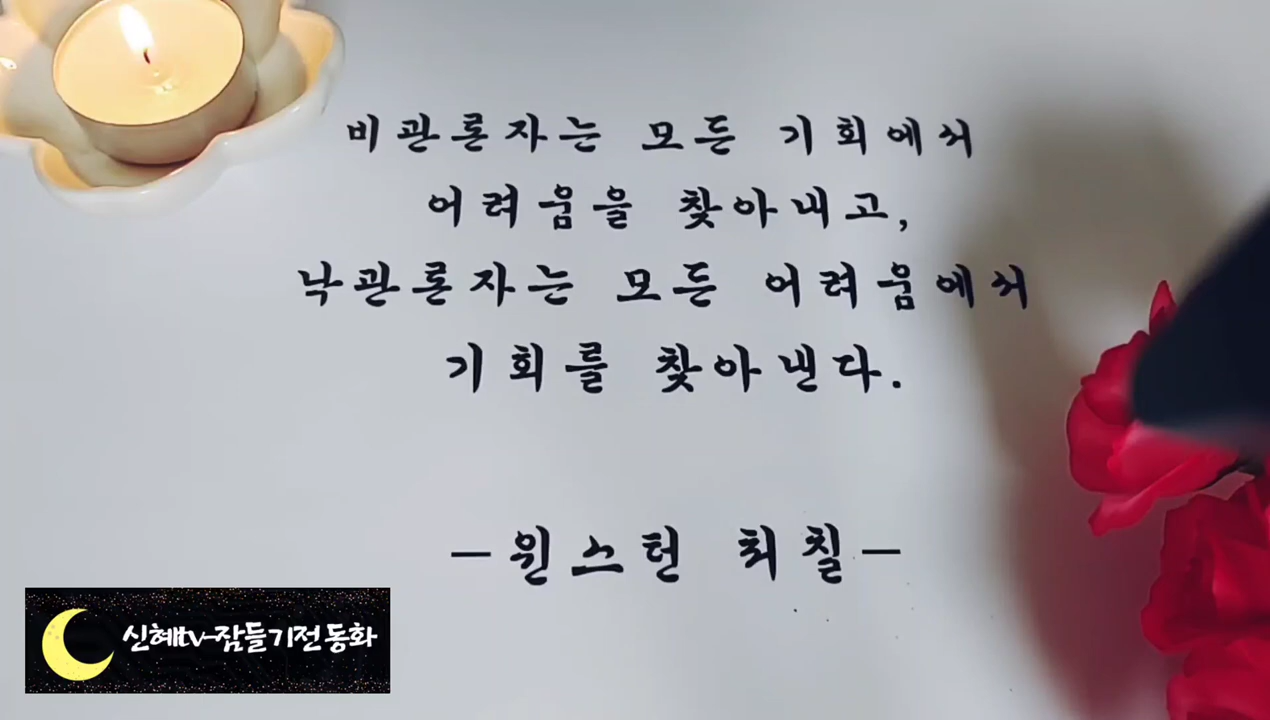 비관론자는 모든 기회에서
어려움을 찾아내고,
낙관론자는 모든 어려움에서
기회를 찾아낸다.
—윈스턴 처칠—
신혜tv-잠들기전 동화